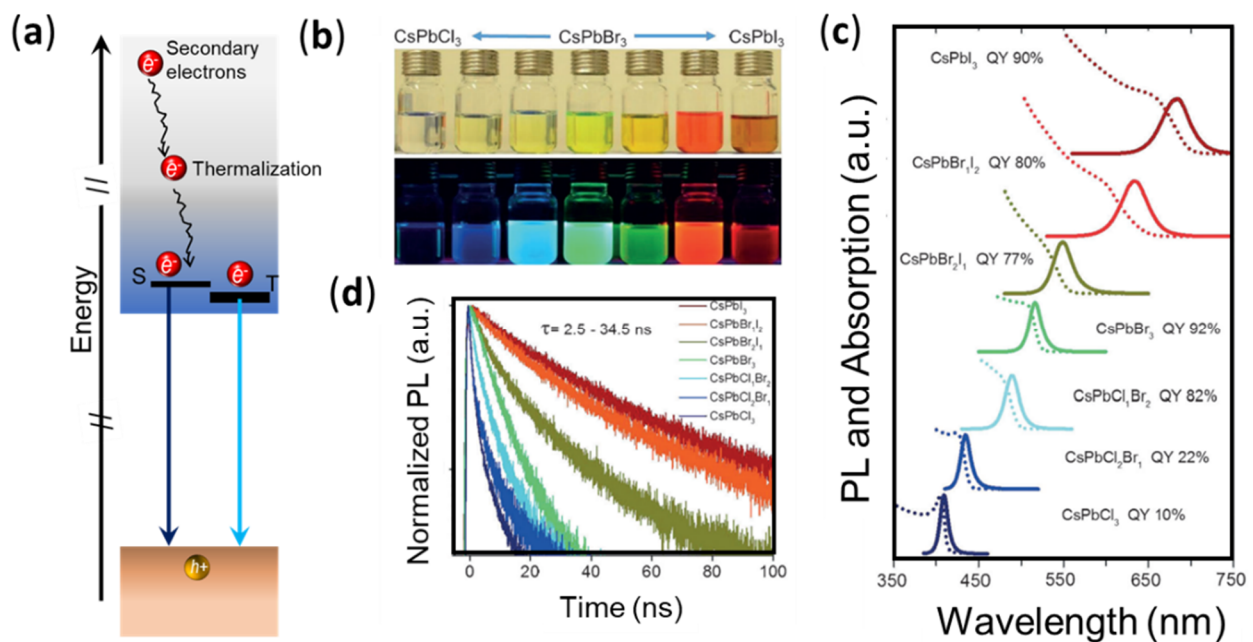 (a)
Energy
ē
Secondary
electrons
ē
Thermalization
S
ē
ē
T
h+
(b)
CsPbCl₃
CsPbBr₃
CsPbI₃
(c)
PL and Absorption (a.u.)
CsPbI₃ QY 90%
CsPbBr₁I₂ QY 80%
CsPbBr₂I₁ QY 77%
CsPbBr₃ QY 92%
CsPbCl₁Br₂ QY 82%
CsPbCl₂Br₁ QY 22%
CsPbCl₃ QY 10%
350 450 550 650 750
Wavelength (nm)
(d)
Normalized PL (a.u.)
τ= 2.5 - 34.5 ns
CsPbI₃
CsPbBr₁I₂
CsPbBr₂I₁
CsPbBr₃
CsPbCl₁Br₂
CsPbCl₂Br₁
CsPbCl₃
0 20 40 60 80 100
Time (ns)